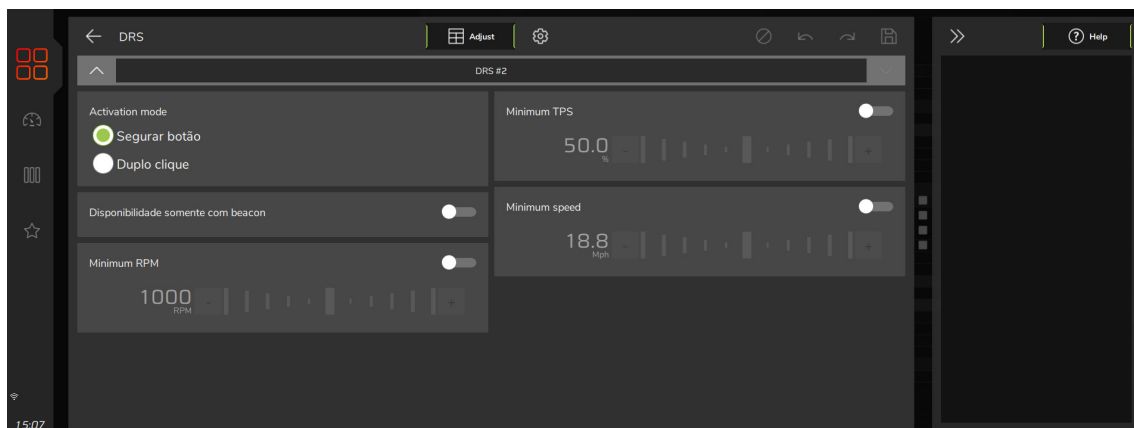 DRS
Adjust
Help
DRS #2
Activation mode
Segurar botão
Duplo clique
Disponibilidade somente com beacon
Minimum RPM
1000
RPM
Minimum TPS
50.0
%
Minimum speed
18.8
Mph
15:07